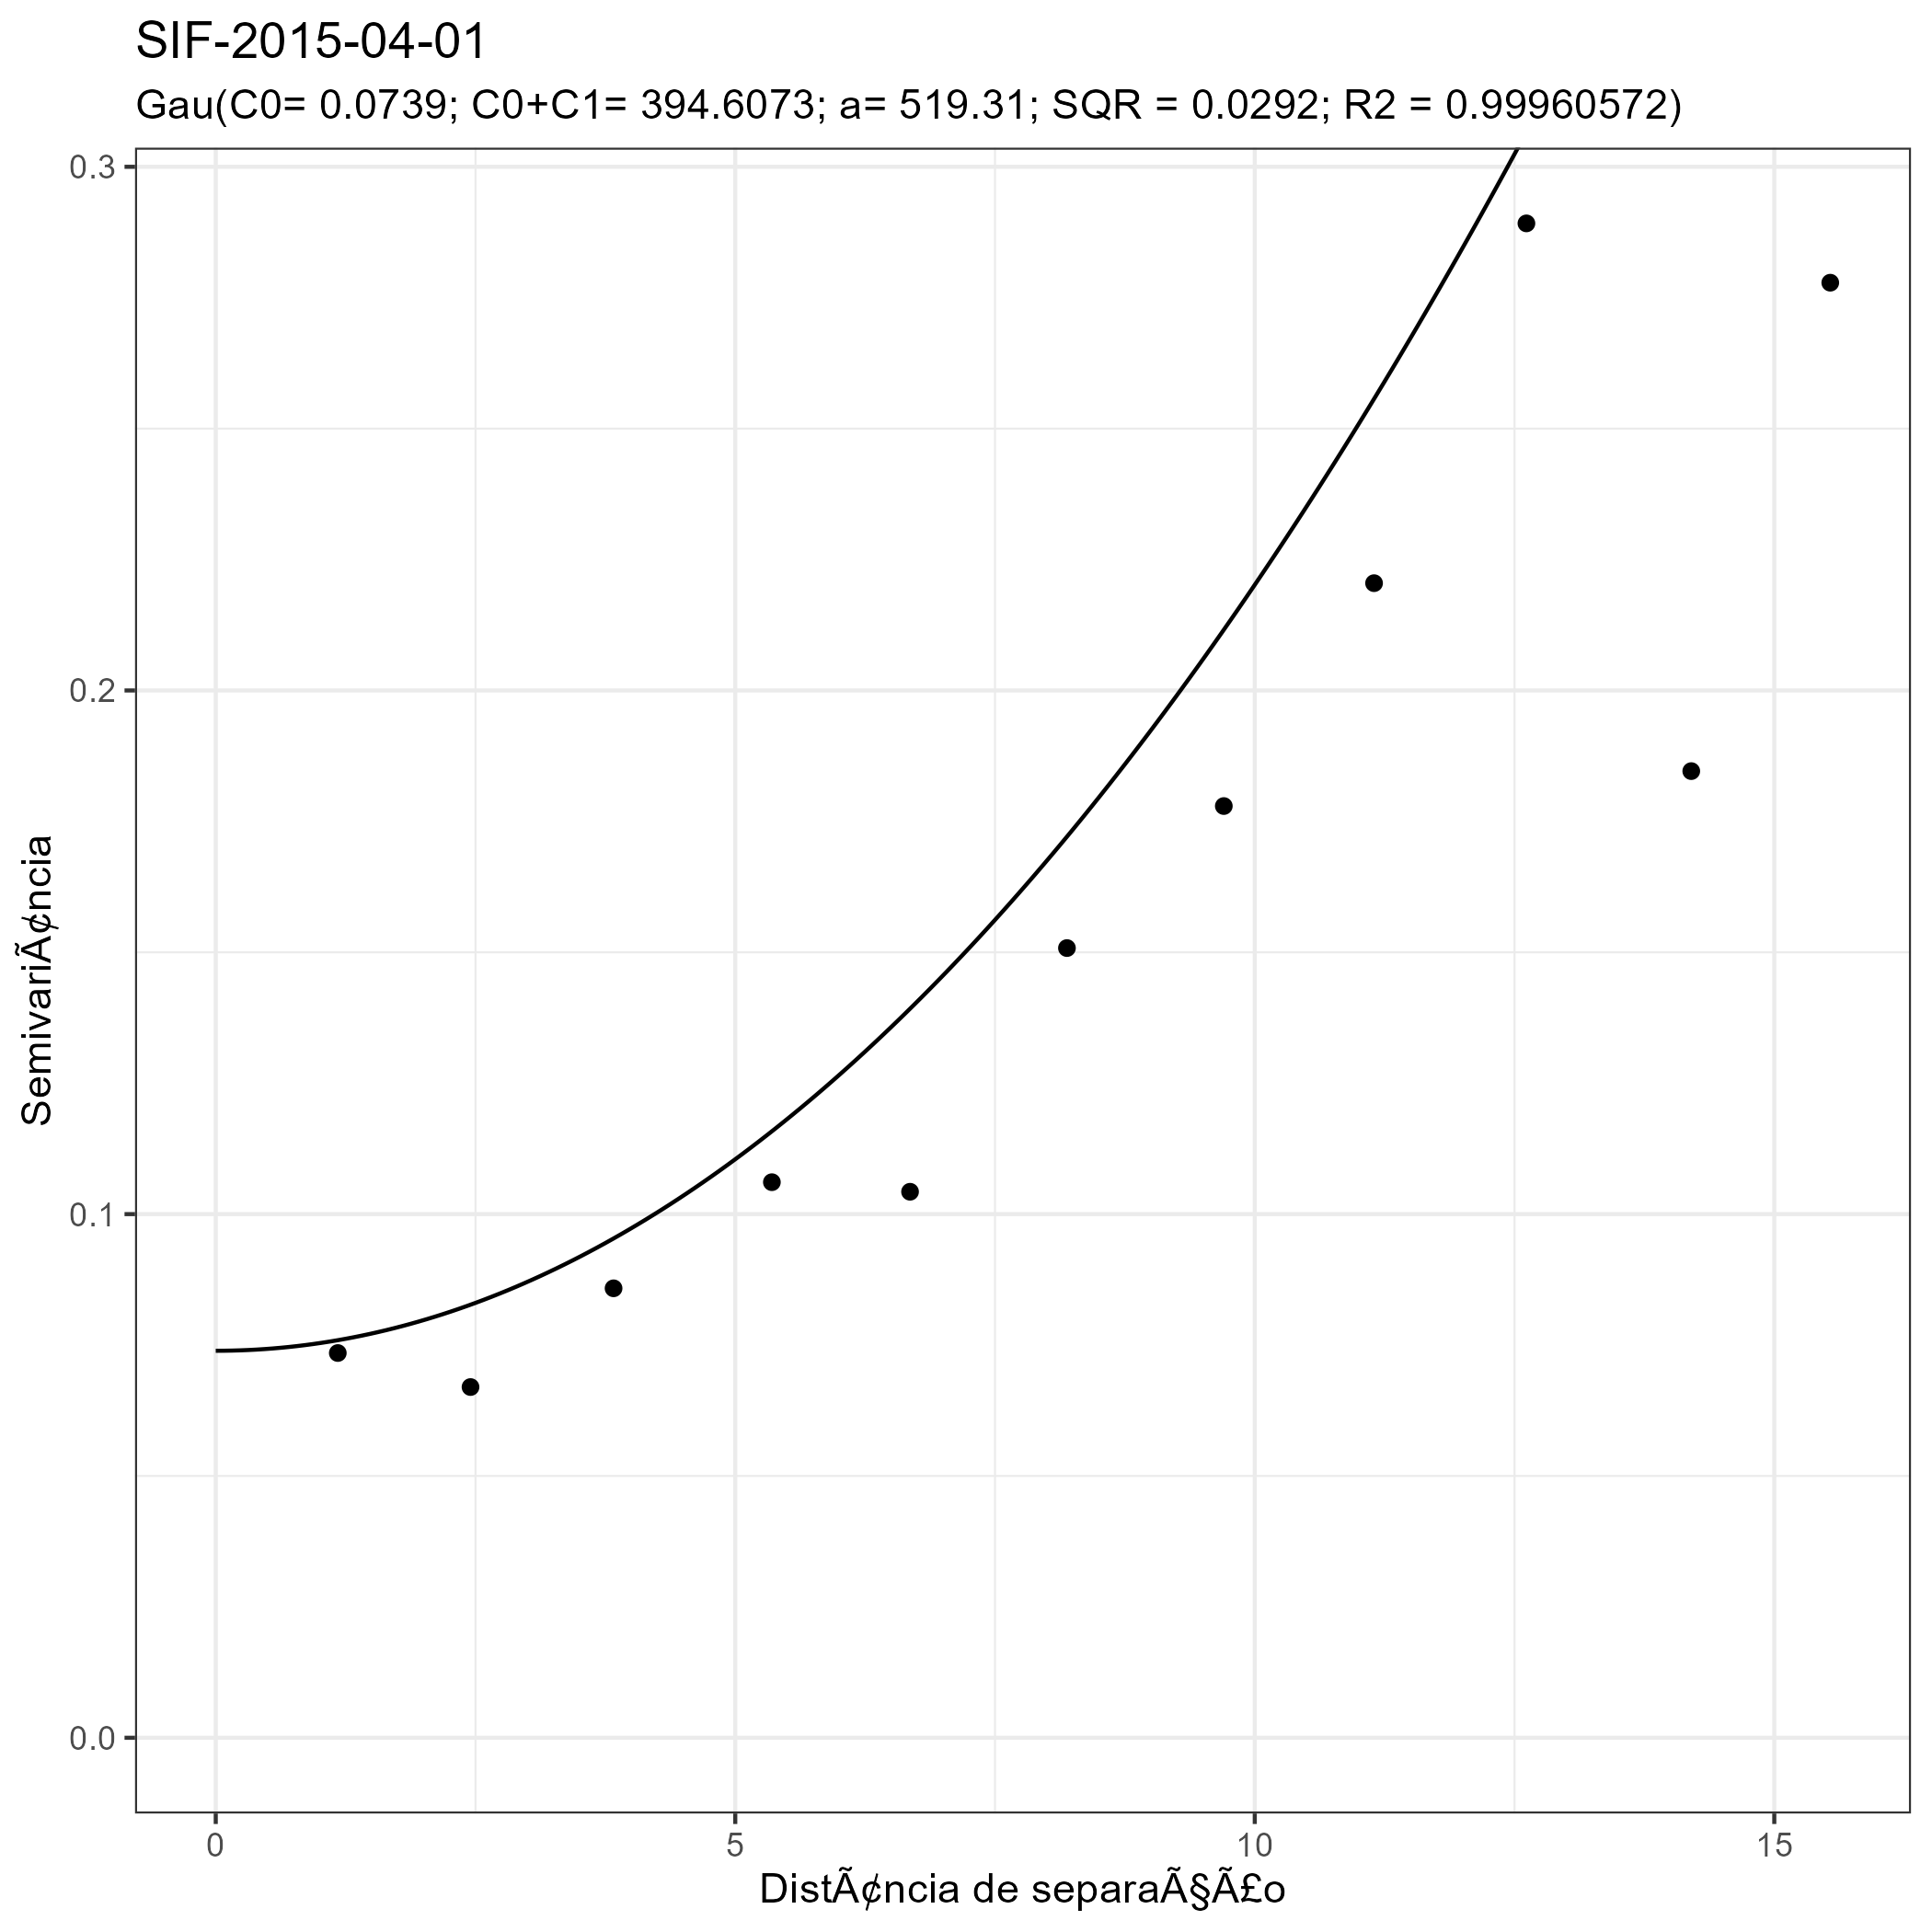 SIF-2015-04-01
Gau(C0= 0.0739; C0+C1= 394.6073; a= 519.31; SQR = 0.0292; R2 = 0.99960572)
0.3
0.2
0.1
0.0
SemivariÃ¢ncia
0
5
10
15
DistÃ¢ncia de separaÃ§Ã£o